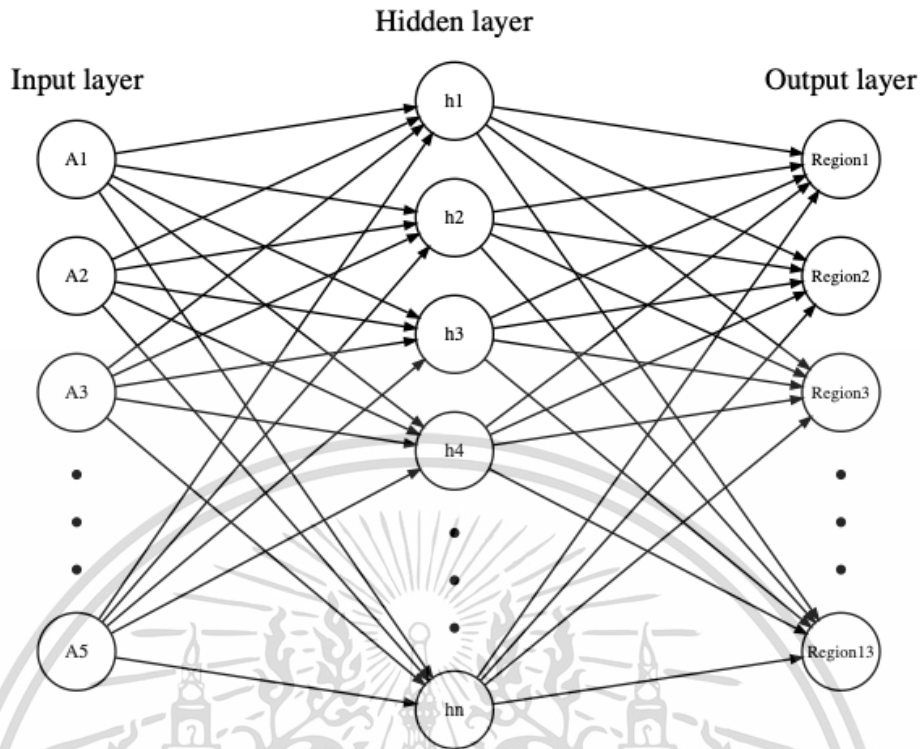 Hidden layer
Input layer
Output layer
h1
A1
Region1
h2
A2
Region2
h3
A3
Region3
h4
A5
Region13
hn